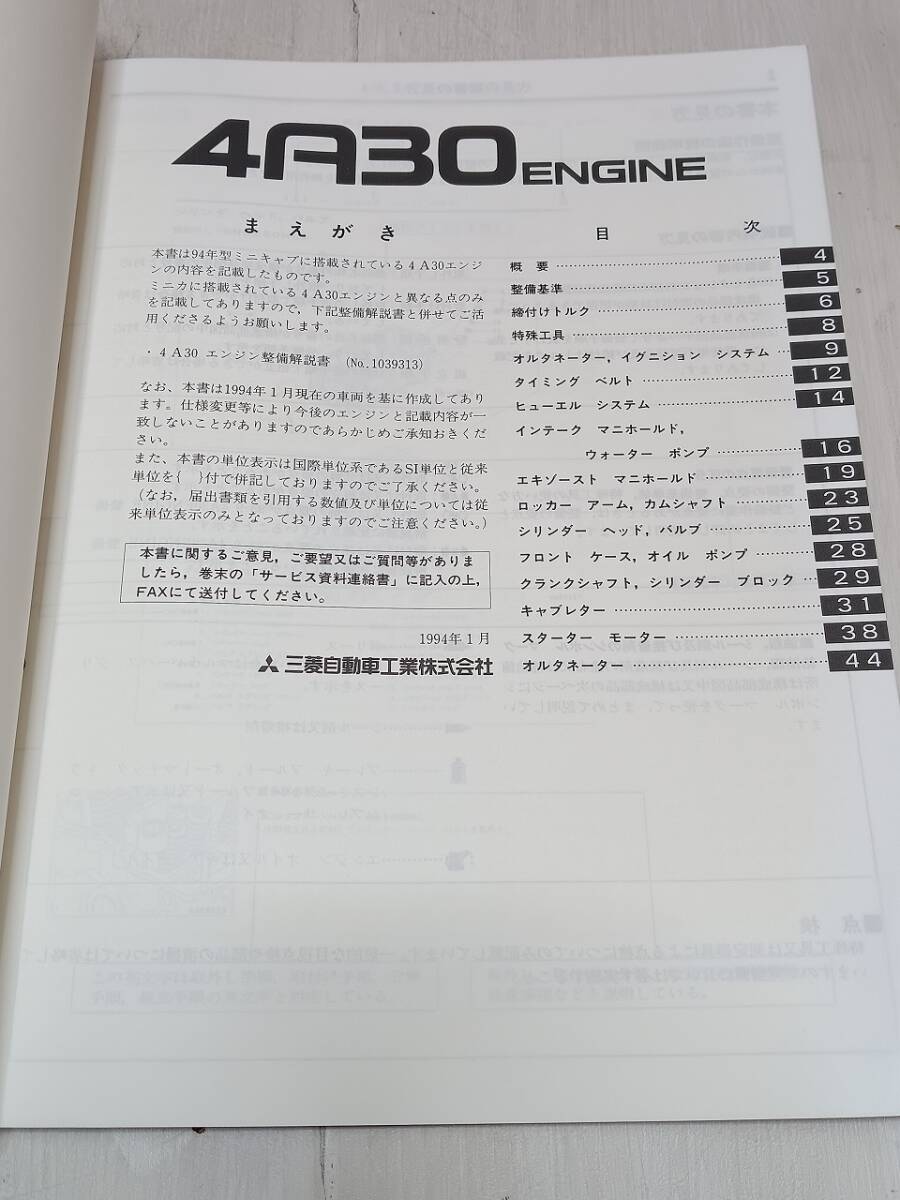 4A30 ENGINE
まえがき
本書は94年型ミニキャブに搭載されている4A30エンジ
ンの内容を記載したものです。
ミニカに搭載されている4A30エンジンと異なる点のみ
を記載してありますので，下記整備解説書と併せてご活
用くださるようお願いします。
・4A30 エンジン整備解説書 (No.1039313)
なお、本書は1994年1月現在の車両を基に作成してあり
ます。仕様変更等により今後のエンジンと記載内容が一
致しないことがありますのであらかじめご承知おきくだ
さい。
また、本書の単位表示は国際単位系であるSI単位と従来
単位を{ }付で併記しておりますのでご了承ください。
（なお，届出書類を引用する数値及び単位については従
来単位表示のみとなっておりますのでご注意ください。）
本書に関するご意見，ご要望又はご質問等がありま
したら，巻末の「サービス資料連絡書」に記入の上，
FAXにて送付してください。
1994年1月
三菱自動車工業株式会社
目次
概要 4
整備基準 5
締付けトルク 6
特殊工具 8
オルタネーター，イグニション システム 9
タイミング ベルト 12
ヒューエル システム 14
インテーク マニホールド，
ウォーター ポンプ 16
エキゾースト マニホールド 19
ロッカー アーム，カムシャフト 23
シリンダー ヘッド，バルブ 25
フロント ケース，オイル ポンプ 28
クランクシャフト，シリンダー ブロック 29
キャブレター 31
スターター モーター 38
オルタネーター 44